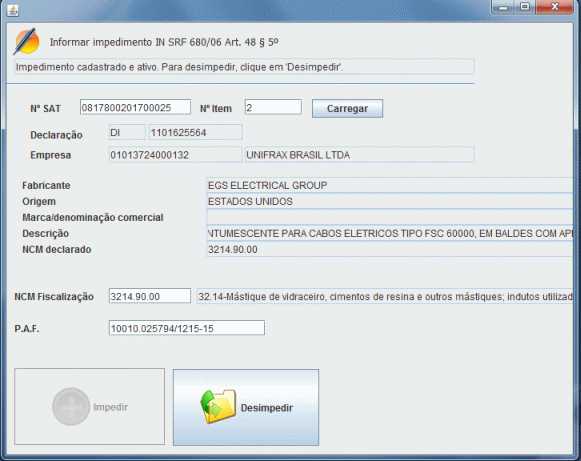 Informar impedimento IN SRF 680/06 Art. 48 § 5º
Impedimento cadastrado e ativo. Para desimpedir, clique em 'Desimpedir'.
Nº SAT 0817800201700025 Nº Item 2 Carregar
Declaração DI 1101625564
Empresa 01013724000132 UNIFRAX BRASIL LTDA
Fabricante EGS ELECTRICAL GROUP
Origem ESTADOS UNIDOS
Marca/denominação comercial
Descrição NTUMESCENTE PARA CABOS ELETRICOS TIPO FSC 60000, EM BALDES COM
NCM declarado 3214.90.00
NCM Fiscalização 3214.90.00 32.14-Mástique de vidraceiro, cimentos de resina e outros mástiques; indutos utilizad
P.A.F. 10010.025794/1215-15
Impedir Desimpedir